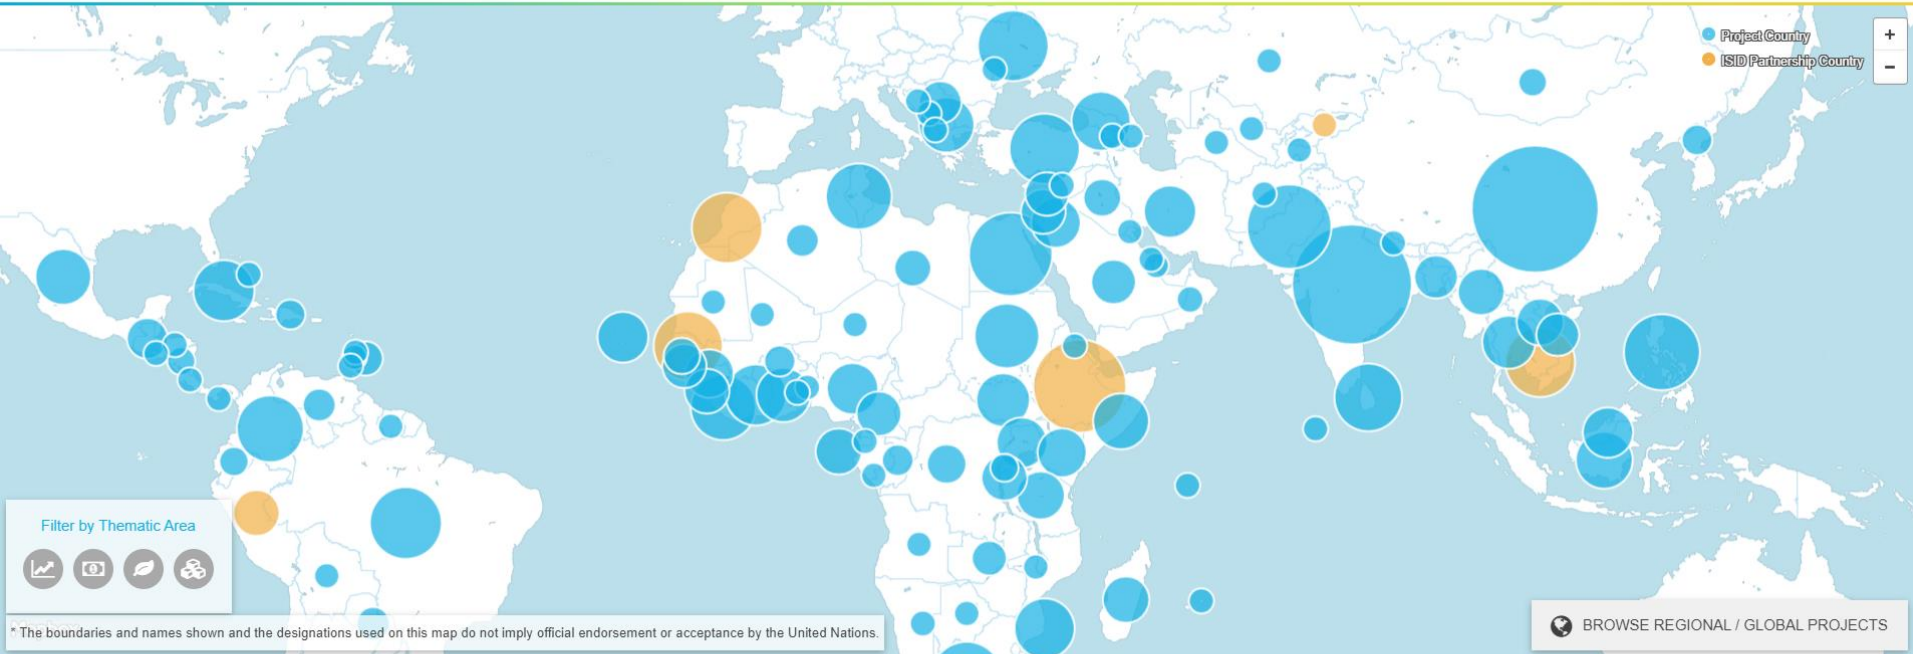 Project Country
ISID Partnership Country
+
−
Filter by Thematic Area
* The boundaries and names shown and the designations used on this map do not imply official endorsement or acceptance by the United Nations.
BROWSE REGIONAL / GLOBAL PROJECTS